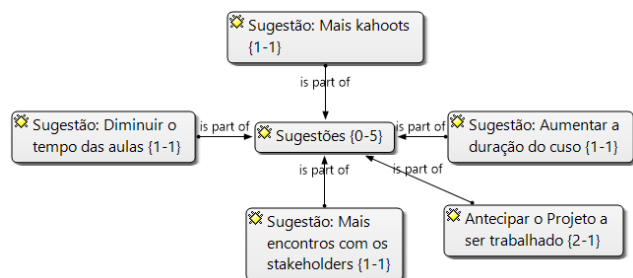 Sugestão: Mais kahoots
{1-1}
is part of
Sugestão: Diminuir o
tempo das aulas {1-1}
is part of
Sugestões {0-5}
is part of
Sugestão: Aumentar a
duração do cuso {1-1}
is part of
is part of
Sugestão: Mais
encontros com os
stakeholders {1-1}
Antecipar o Projeto a
ser trabalhado {2-1}